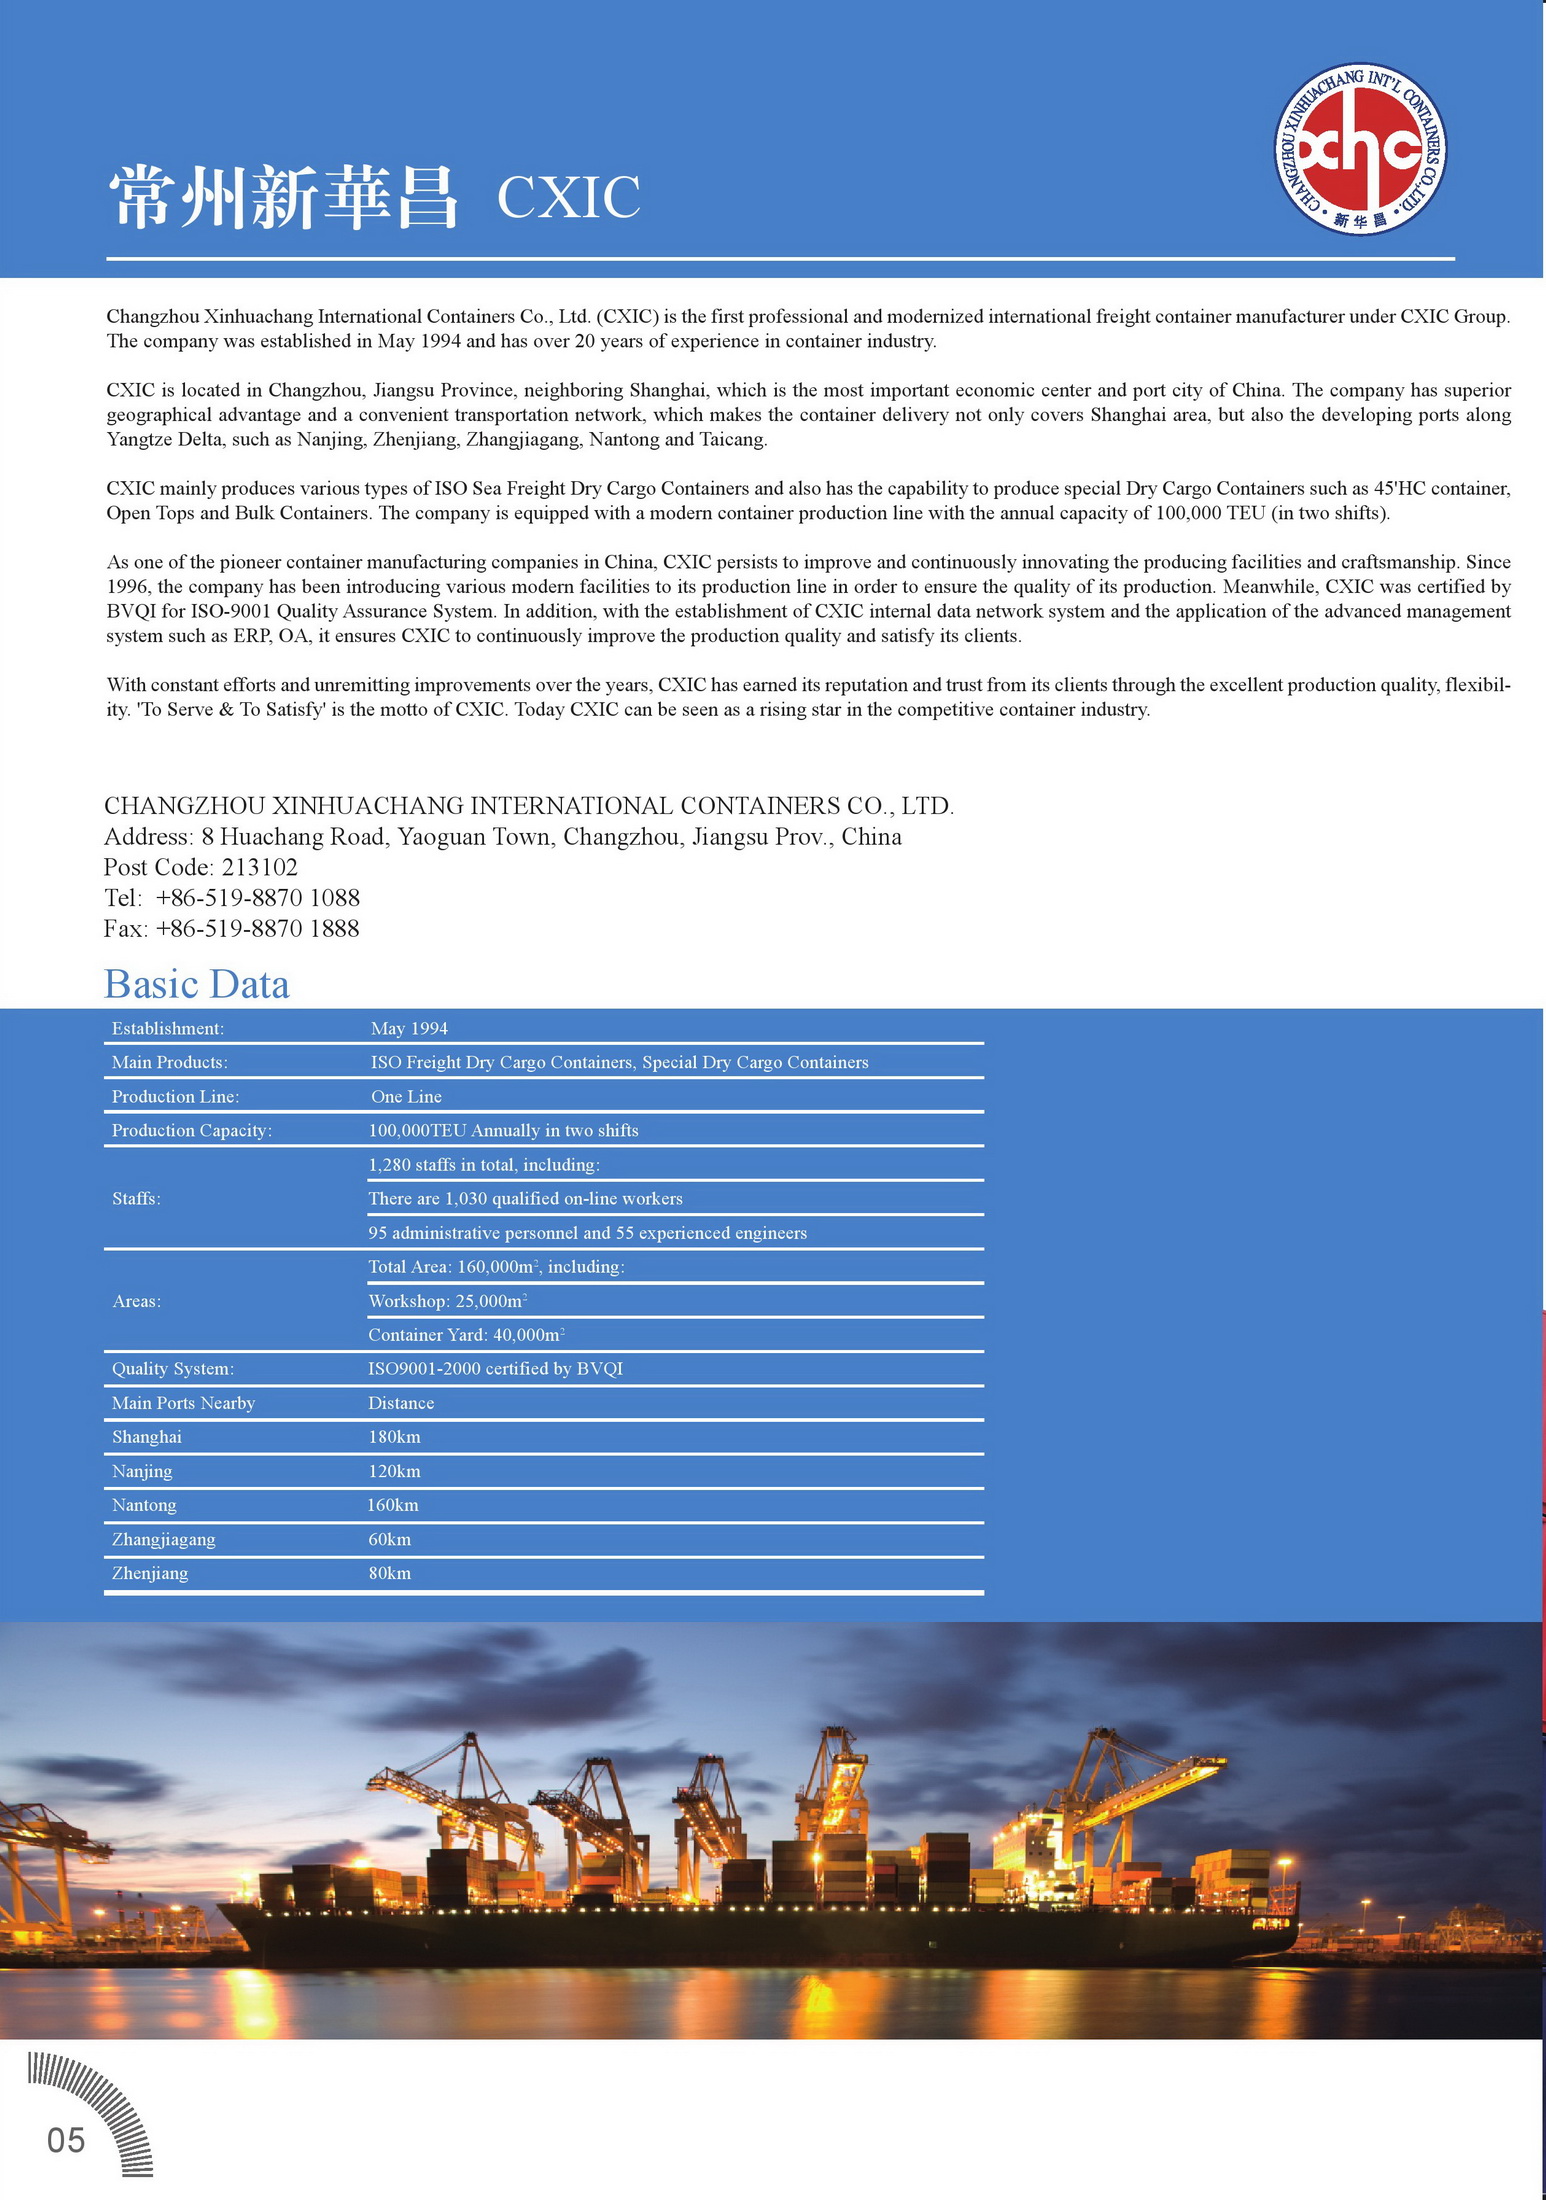 常州新華昌 CXIC
CHANGZHOU XINHUACHANG INT'L CONTAINERS CO.,LTD.
xhc
新华昌
Changzhou Xinhuachang International Containers Co., Ltd. (CXIC) is the first professional and modernized international freight container manufacturer under CXIC Group.
The company was established in May 1994 and has over 20 years of experience in container industry.
CXIC is located in Changzhou, Jiangsu Province, neighboring Shanghai, which is the most important economic center and port city of China. The company has superior
geographical advantage and a convenient transportation network, which makes the container delivery not only covers Shanghai area, but also the developing ports along
Yangtze Delta, such as Nanjing, Zhenjiang, Zhangjiagang, Nantong and Taicang.
CXIC mainly produces various types of ISO Sea Freight Dry Cargo Containers and also has the capability to produce special Dry Cargo Containers such as 45'HC container,
Open Tops and Bulk Containers. The company is equipped with a modern container production line with the annual capacity of 100,000 TEU (in two shifts).
As one of the pioneer container manufacturing companies in China, CXIC persists to improve and continuously innovating the producing facilities and craftsmanship. Since
1996, the company has been introducing various modern facilities to its production line in order to ensure the quality of its production. Meanwhile, CXIC was certified by
BVQI for ISO-9001 Quality Assurance System. In addition, with the establishment of CXIC internal data network system and the application of the advanced management
system such as ERP, OA, it ensures CXIC to continuously improve the production quality and satisfy its clients.
With constant efforts and unremitting improvements over the years, CXIC has earned its reputation and trust from its clients through the excellent production quality, flexibil-
ity. 'To Serve & To Satisfy' is the motto of CXIC. Today CXIC can be seen as a rising star in the competitive container industry.
CHANGZHOU XINHUACHANG INTERNATIONAL CONTAINERS CO., LTD.
Address: 8 Huachang Road, Yaoguan Town, Changzhou, Jiangsu Prov., China
Post Code: 213102
Tel: +86-519-8870 1088
Fax: +86-519-8870 1888
Basic Data
Establishment: May 1994
Main Products: ISO Freight Dry Cargo Containers, Special Dry Cargo Containers
Production Line: One Line
Production Capacity: 100,000TEU Annually in two shifts
1,280 staffs in total, including:
Staffs: There are 1,030 qualified on-line workers
95 administrative personnel and 55 experienced engineers
Total Area: 160,000m², including:
Areas: Workshop: 25,000m²
Container Yard: 40,000m²
Quality System: ISO9001-2000 certified by BVQI
Main Ports Nearby Distance
Shanghai 180km
Nanjing 120km
Nantong 160km
Zhangjiagang 60km
Zhenjiang 80km
05